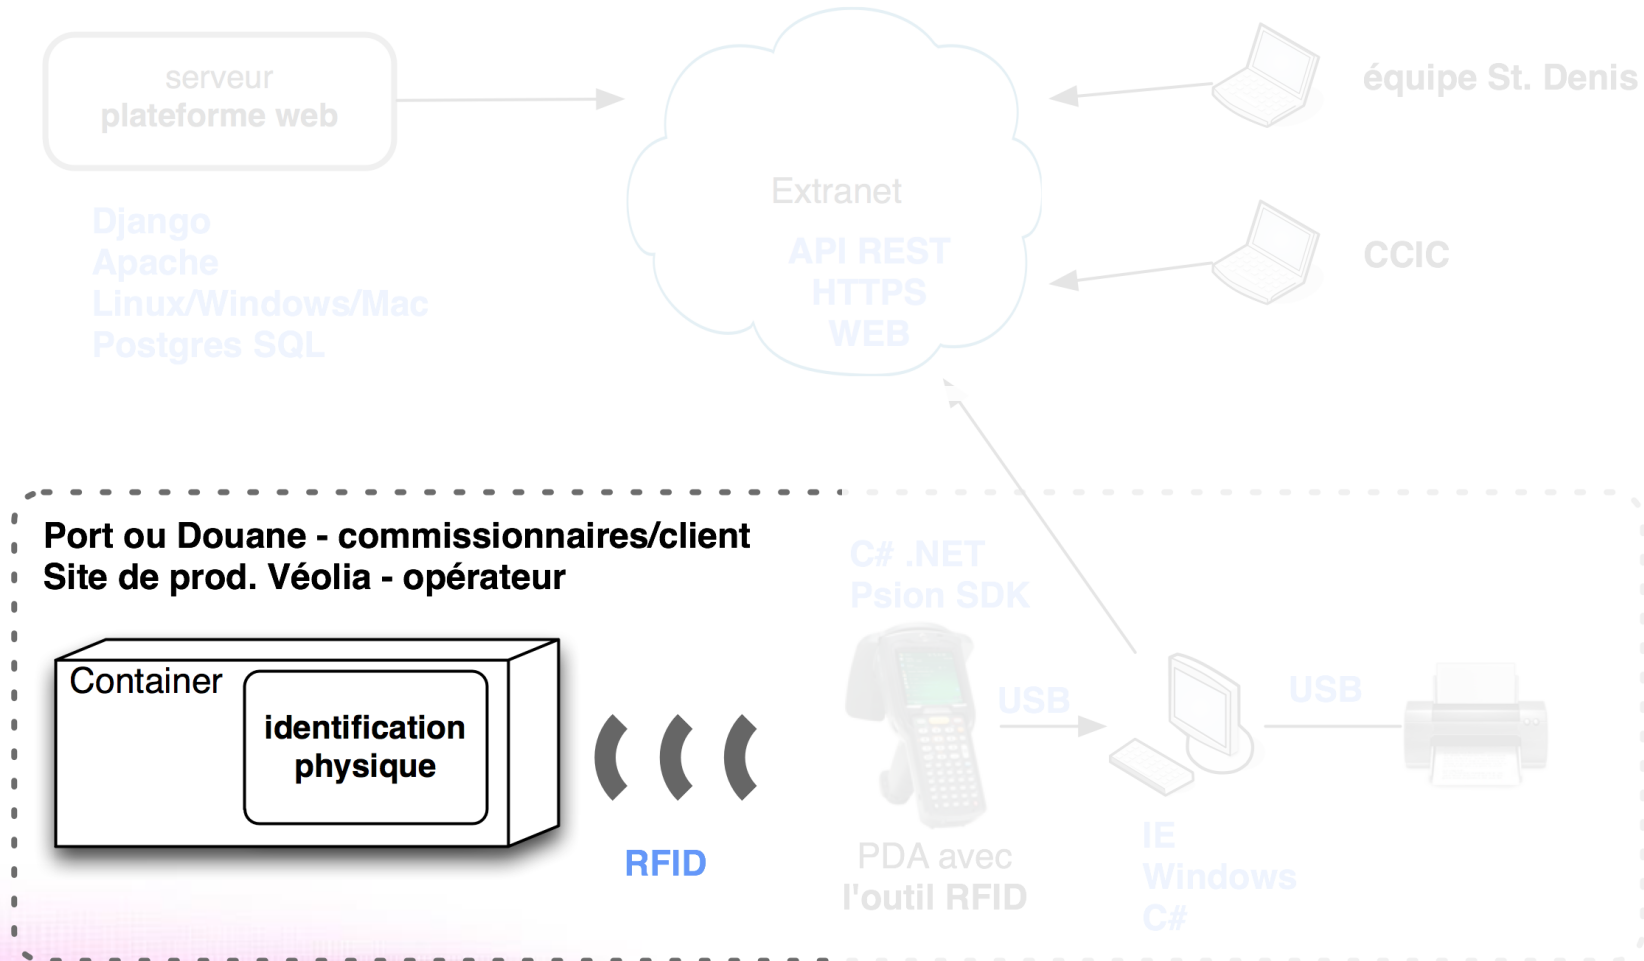 serveur
plateforme web
Django
Apache
Linux/Windows/Mac
Postgres SQL
Extranet
API REST
HTTPS
WEB
équipe St. Denis
CCIC
Port ou Douane - commissionnaires/client
Site de prod. Véolia - opérateur
Container
identification
physique
RFID
C# .NET
Psion SDK
USB
USB
PDA avec
l'outil RFID
IE
Windows
C#